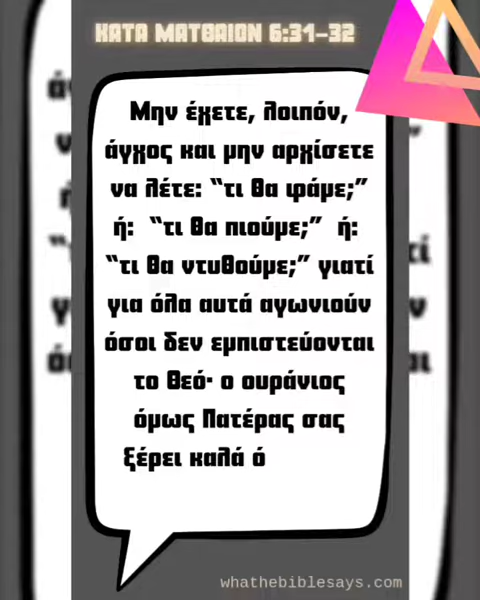 ΚΑΤΑ ΜΑΤΘΑΙΟΝ 6:31-32
Μην έχετε, λοιπόν,
άγχος και μην αρχίσετε
να λέτε: “τι θα φάμε;”
ή: “τι θα πιούμε;” ή:
“τι θα ντυθούμε;” γιατί
για όλα αυτά αγωνιούν
όσοι δεν εμπιστεύονται
το Θεό· ο ουράνιος
όμως Πατέρας σας
ξέρει καλά ό
whathebiblesays.com